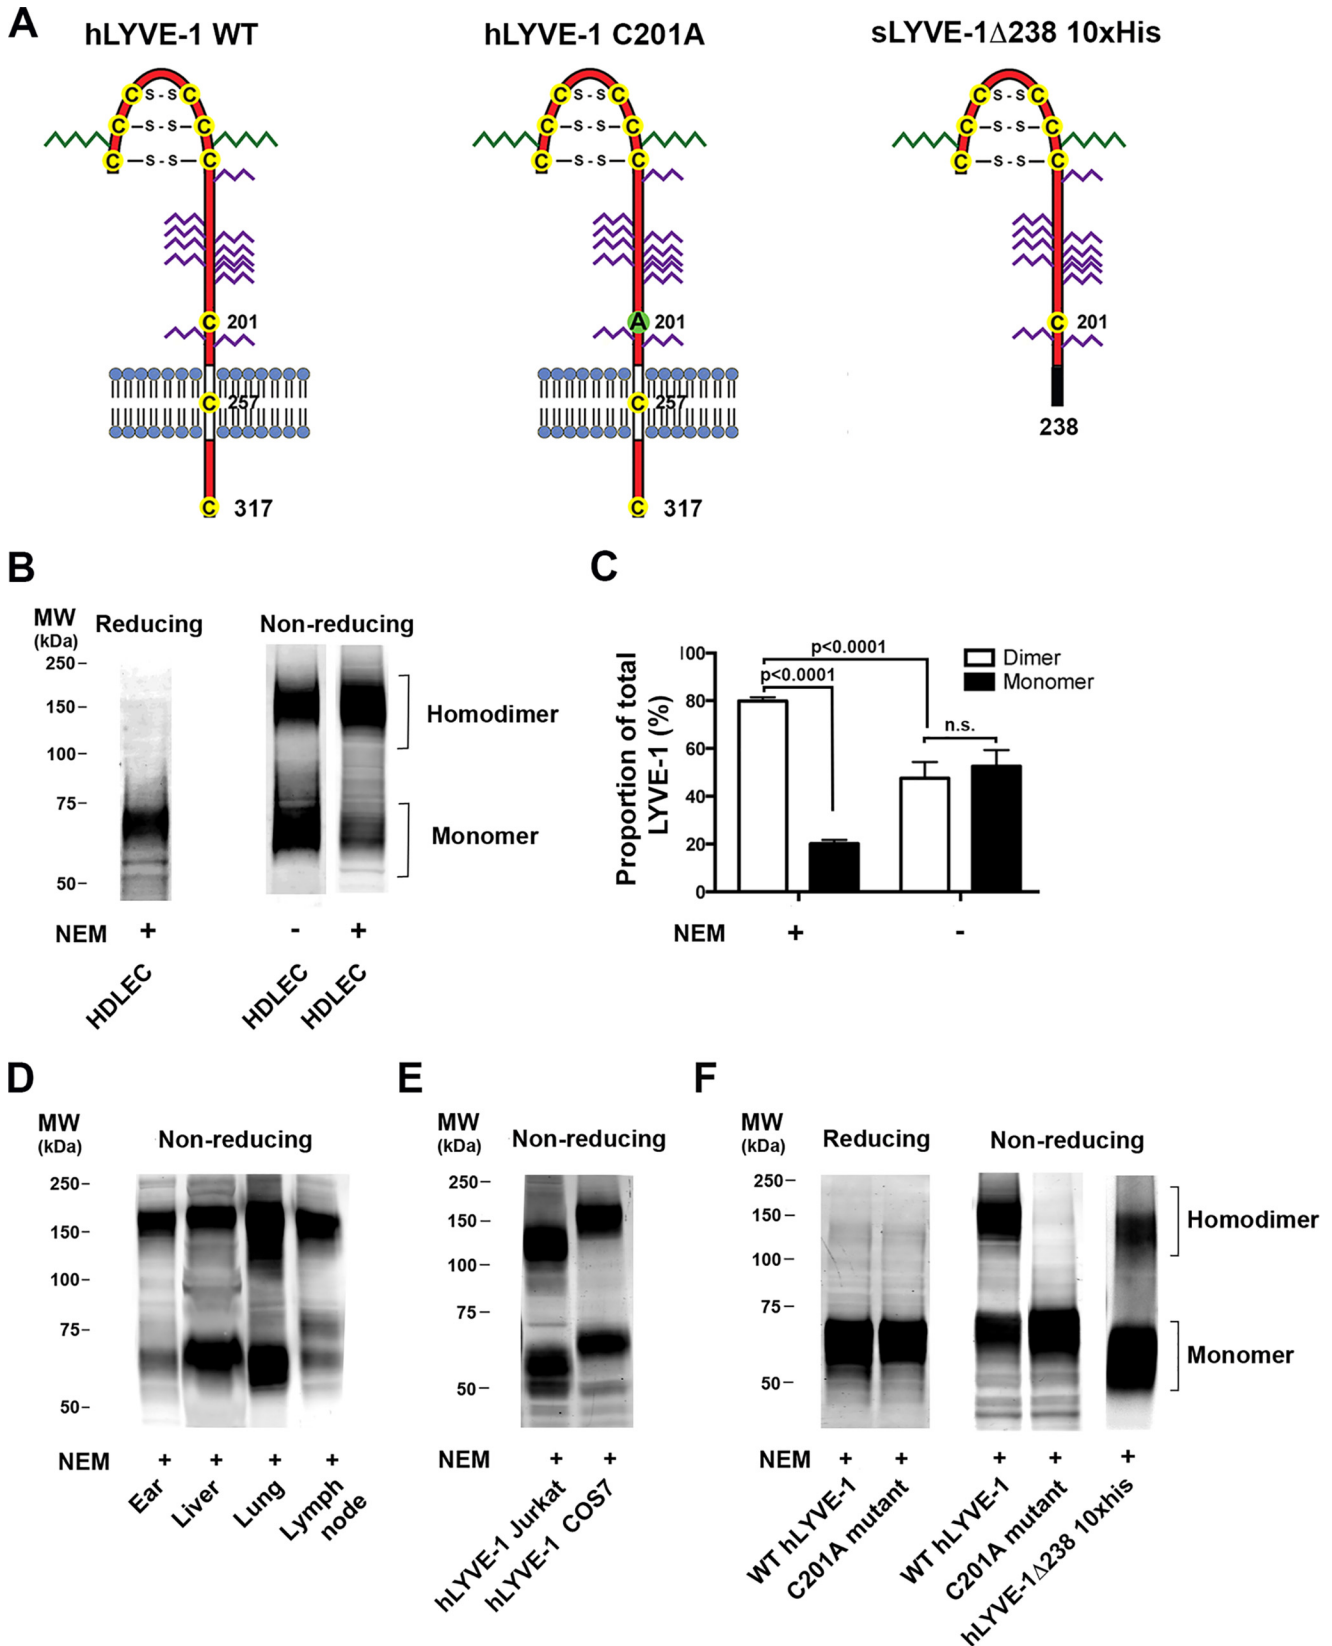 A
hLYVE-1 WT
hLYVE-1 C201A
sLYVE-1Δ238 10xHis
C S-S C
C S-S C
C S-S C
C 201
C 257
C 317
C S-S C
C S-S C
C S-S C
A 201
C 257
C 317
C S-S C
C S-S C
C S-S C
C 201
238
B
MW
(kDa)
Reducing
Non-reducing
250
150
100
75
50
Homodimer
Monomer
NEM + - +
HDLEC
HDLEC
HDLEC
C
Proportion of total
LYVE-1 (%)
100
80
60
40
20
0
p<0.0001
p<0.0001
n.s.
Dimer
Monomer
NEM + -
D
MW
(kDa)
Non-reducing
250
150
100
75
50
NEM + + + +
Ear
Liver
Lung
Lymph
node
E
MW
(kDa)
Non-reducing
250
150
100
75
50
NEM + +
hLYVE-1 Jurkat
hLYVE-1 COS7
F
MW
(kDa)
Reducing
Non-reducing
250
150
100
75
50
Homodimer
Monomer
NEM + + + + +
WT hLYVE-1
C201A mutant
WT hLYVE-1
C201A mutant
hLYVE-1Δ238 10xhis